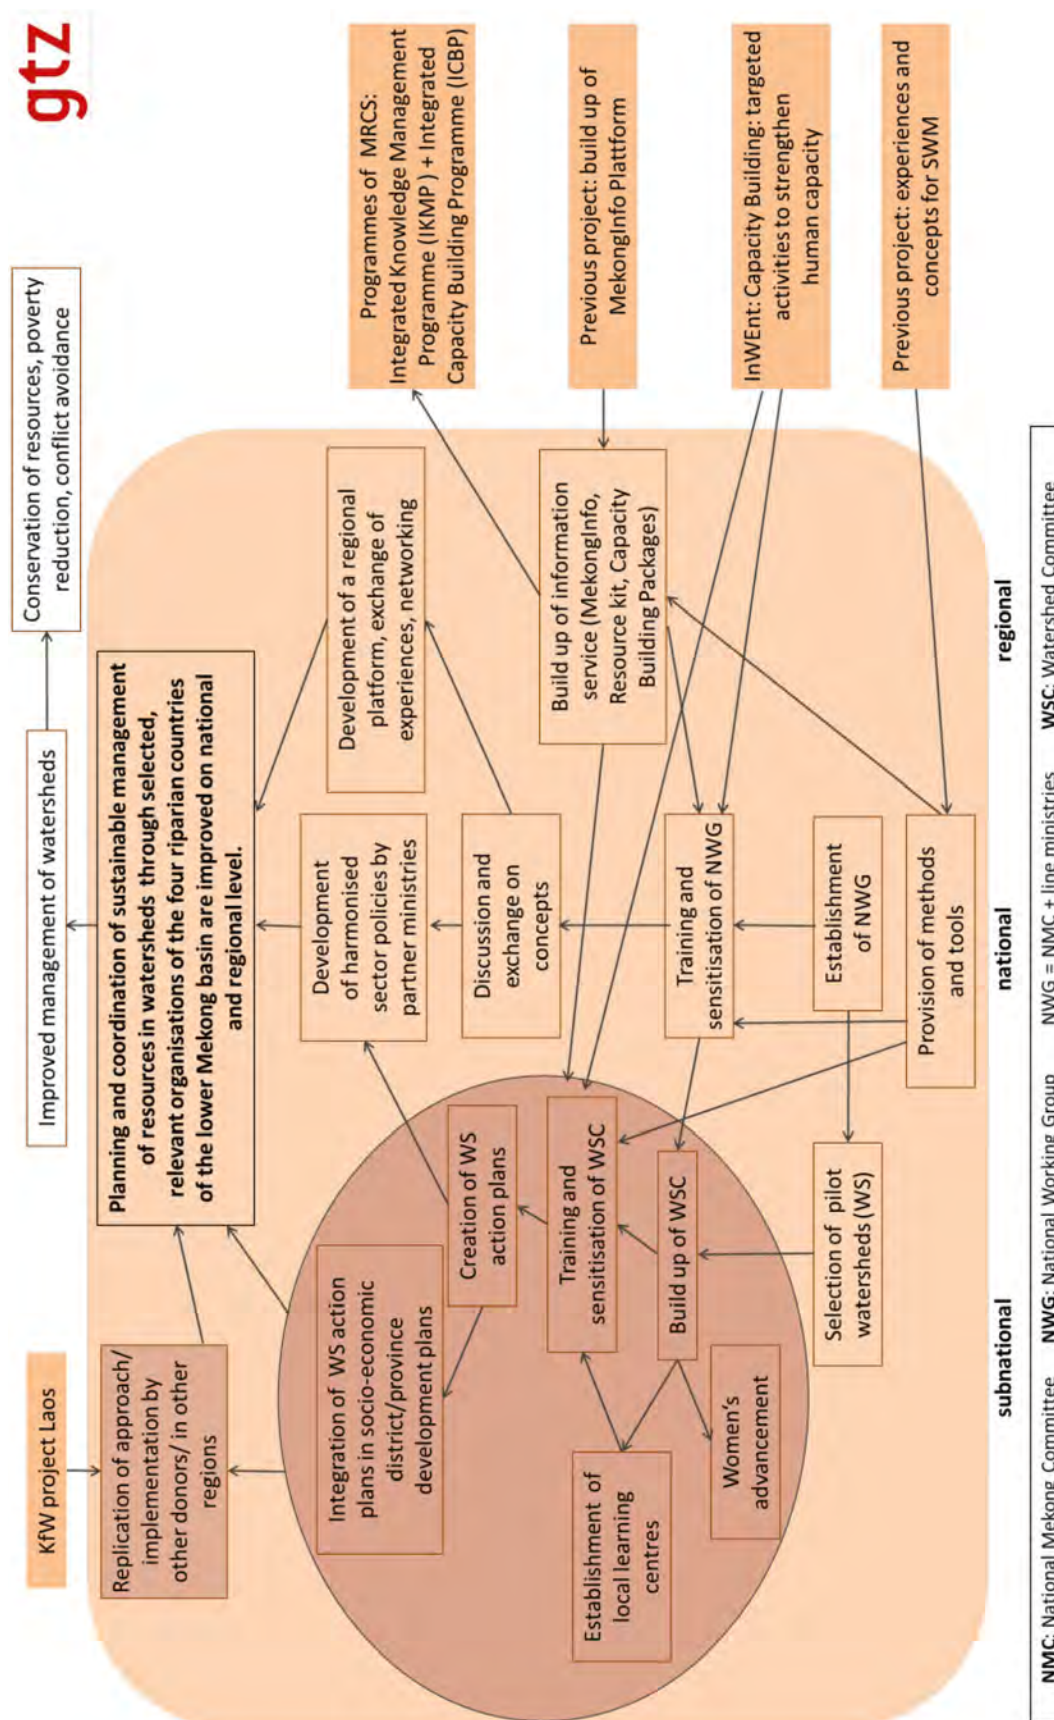 gtz
KfW project Laos
Improved management of watersheds
Conservation of resources, poverty
reduction, conflict avoidance
Replication of approach/
implementation by
other donors/ in other
regions
Planning and coordination of sustainable management
of resources in watersheds through selected,
relevant organisations of the four riparian countries
of the lower Mekong basin are improved on national
and regional level.
Integration of WS action
plans in socio-economic
district/province
development plans
Development
of harmonised
sector policies by
partner ministries
Development of a regional
platform, exchange of
experiences, networking
Programmes of MRCS:
Integrated Knowledge Management
Programme (IKMP ) + Integrated
Capacity Building Programme (ICBP)
Creation of WS
action plans
Discussion and
exchange on
concepts
Training and
sensitisation of WSC
Build up of information
service (MekongInfo,
Resource kit, Capacity
Building Packages)
Previous project: build up of
MekongInfo Plattform
Establishment of
local learning
centres
Build up of WSC
Training and
sensitisation of NWG
Women's
advancement
InWEnt: Capacity Building: targeted
activities to strengthen
human capacity
Selection of pilot
watersheds (WS)
Establishment
of NWG
Provision of methods
and tools
Previous project: experiences and
concepts for SWM
subnational
national
regional
NMC: National Mekong Committee NWG: National Working Group NWG = NMC + line ministries WSC: Watershed Committee